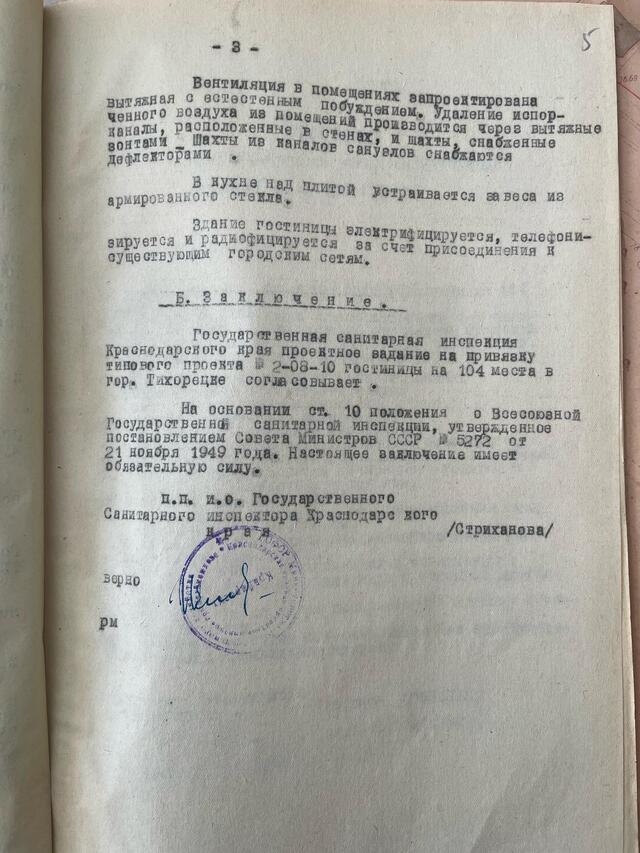 - 3 -
5
Вентиляция в помещениях запроектирована
вытяжная с естестенным побуждением. Удаление испор-
ченного воздуха из помещений производится через вытяжные
каналы, расположенные в стенах, и шахты, снабженные
зонтами _ Шахты из каналов санузлов снабжаются
дефлекторами .
В кухне над плитой устраивается завеса из
армированного стекла.
Здание гостиницы электрифицируется, телефони-
зируется и радиофицируется за счет присоединения к
существующим городским сетям.
Б. Заключение.
Государственная санитарная инспекция
Краснодарского края проектное задание на привязку
типового проекта № 2-08-10 гостиницы на 104 места в
гор. Тихорецке согласовывает .
На основании ст. 10 положения о Всесоюзной
Государственной санитарной инспекции, утвержденное
постановлением Совета Министров СССР № 5272 от
21 ноября 1949 года. Настоящее заключение имеет
обязательную силу.
п.п. и.о. Государственного
Санитарного инспектора Краснодарс кого
края /Стриханова/
верно
рм